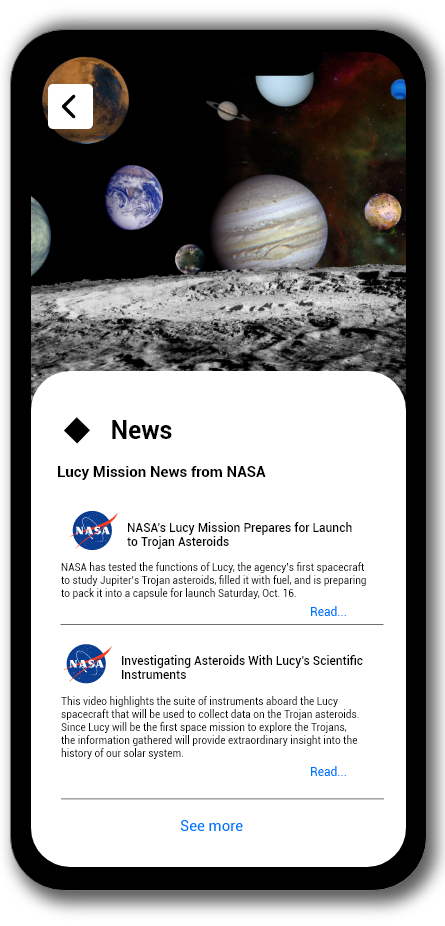 News
Lucy Mission News from NASA
NASA
NASA's Lucy Mission Prepares for Launch
to Trojan Asteroids
NASA has tested the functions of Lucy, the agency's first spacecraft
to study Jupiter's Trojan asteroids, filled it with fuel, and is preparing
to pack it into a capsule for launch Saturday, Oct. 16.
Read...
NASA
Investigating Asteroids With Lucy's Scientific
Instruments
This video highlights the suite of instruments aboard the Lucy
spacecraft that will be used to collect data on the Trojan asteroids.
Since Lucy will be the first space mission to explore the Trojans,
the information gathered will provide extraordinary insight into the
history of our solar system.
Read...
See more